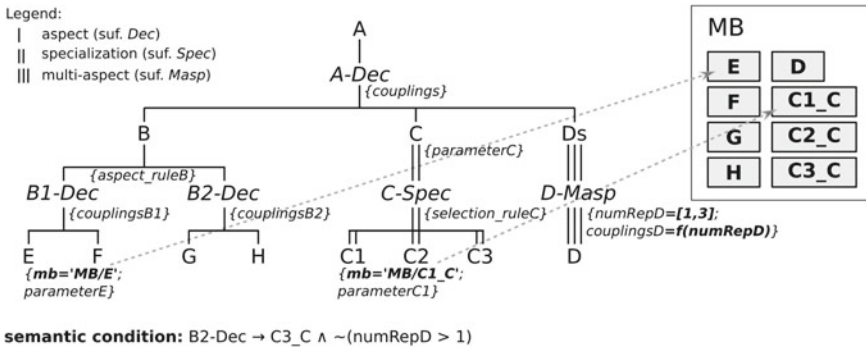 Legend:
| aspect (suf. Dec)
|| specialization (suf. Spec)
||| multi-aspect (suf. Masp)
A
A-Dec
{couplings}
B
C
Ds
{aspect_ruleB}
{parameterC}
B1-Dec
B2-Dec
C-Spec
D-Masp
{couplingsB1}
{couplingsB2}
{selection_ruleC}
{numRepD=[1,3];
couplingsD=f(numRepD)}
E
F
G
H
C1
C2
C3
D
{mb='MB/E';
parameterE}
{mb='MB/C1_C';
parameterC1}
MB
E D
F C1_C
G C2_C
H C3_C
semantic condition: B2-Dec → C3_C ∧ ~(numRepD > 1)